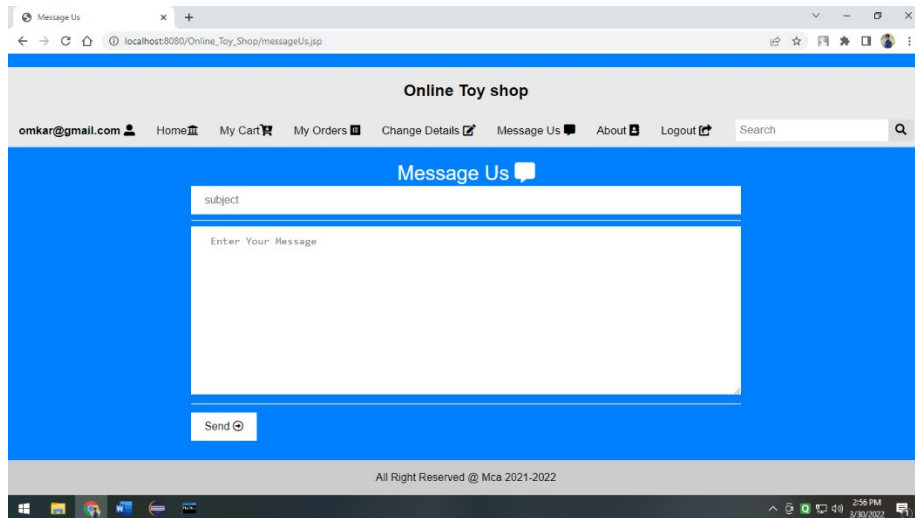 Message Us
localhost:8080/Online_Toy_Shop/messageUs.jsp
Online Toy shop
omkar@gmail.com Home My Cart My Orders Change Details Message Us About Logout Search
Message Us
subject
Enter Your Message
Send
All Right Reserved @ Mca 2021-2022
2:56 PM
3/30/2022